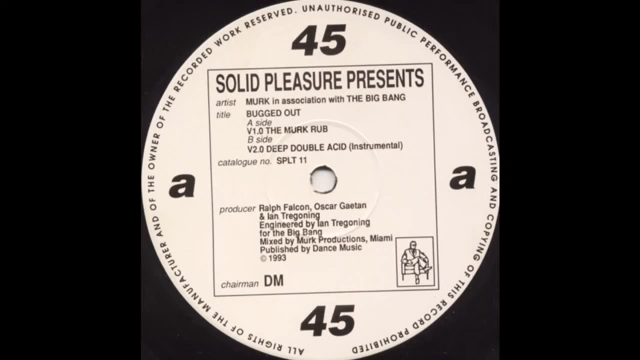 ALL RIGHTS OF THE MANUFACTURER AND OF THE OWNER OF THE RECORDED WORK RESERVED. UNAUTHORISED PUBLIC PERFORMANCE BROADCASTING AND COPYING OF THIS RECORD PROHIBITED
45
SOLID PLEASURE PRESENTS
artist MURK in association with THE BIG BANG
title BUGGED OUT
A side
V1.0 THE MURK RUB
B side
V2.0 DEEP DOUBLE ACID (Instrumental)
catalogue no. SPLT 11
a
a
producer Ralph Falcon, Oscar Gaetan
& Ian Tregoning
Engineered by Ian Tregoning
for the Big Bang
Mixed by Murk Productions, Miami
Published by Dance Music
© 1993
chairman DM
45